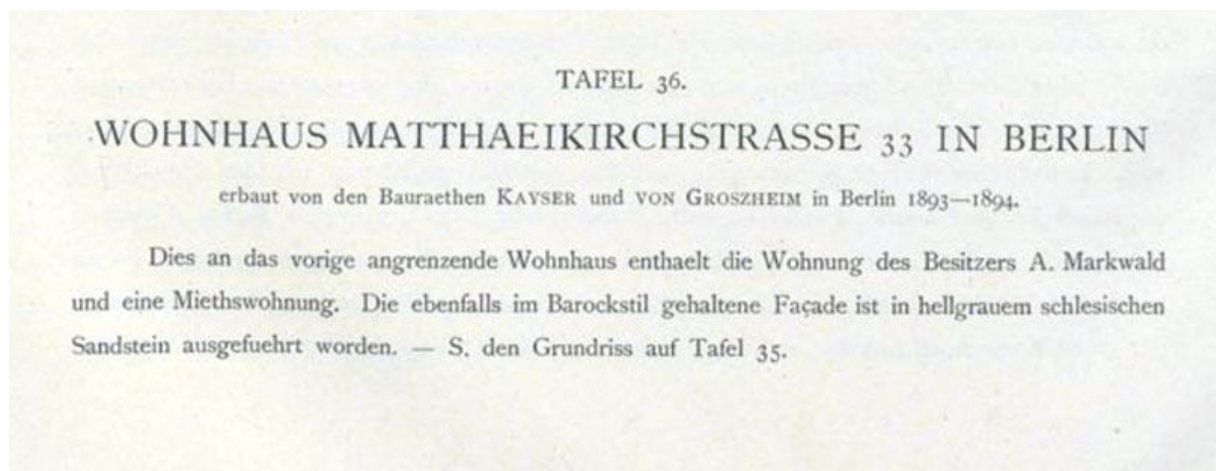 TAFEL 36.
WOHNHAUS MATTHAEIKIRCHSTRASSE 33 IN BERLIN
erbaut von den Bauraethen KAYSER und VON GROSZHEIM in Berlin 1893—1894.
Dies an das vorige angrenzende Wohnhaus enthaelt die Wohnung des Besitzers A. Markwald
und eine Miethswohnung. Die ebenfalls im Barockstil gehaltene Façade ist in hellgrauem schlesischen
Sandstein ausgefuehrt worden. — S. den Grundriss auf Tafel 35.